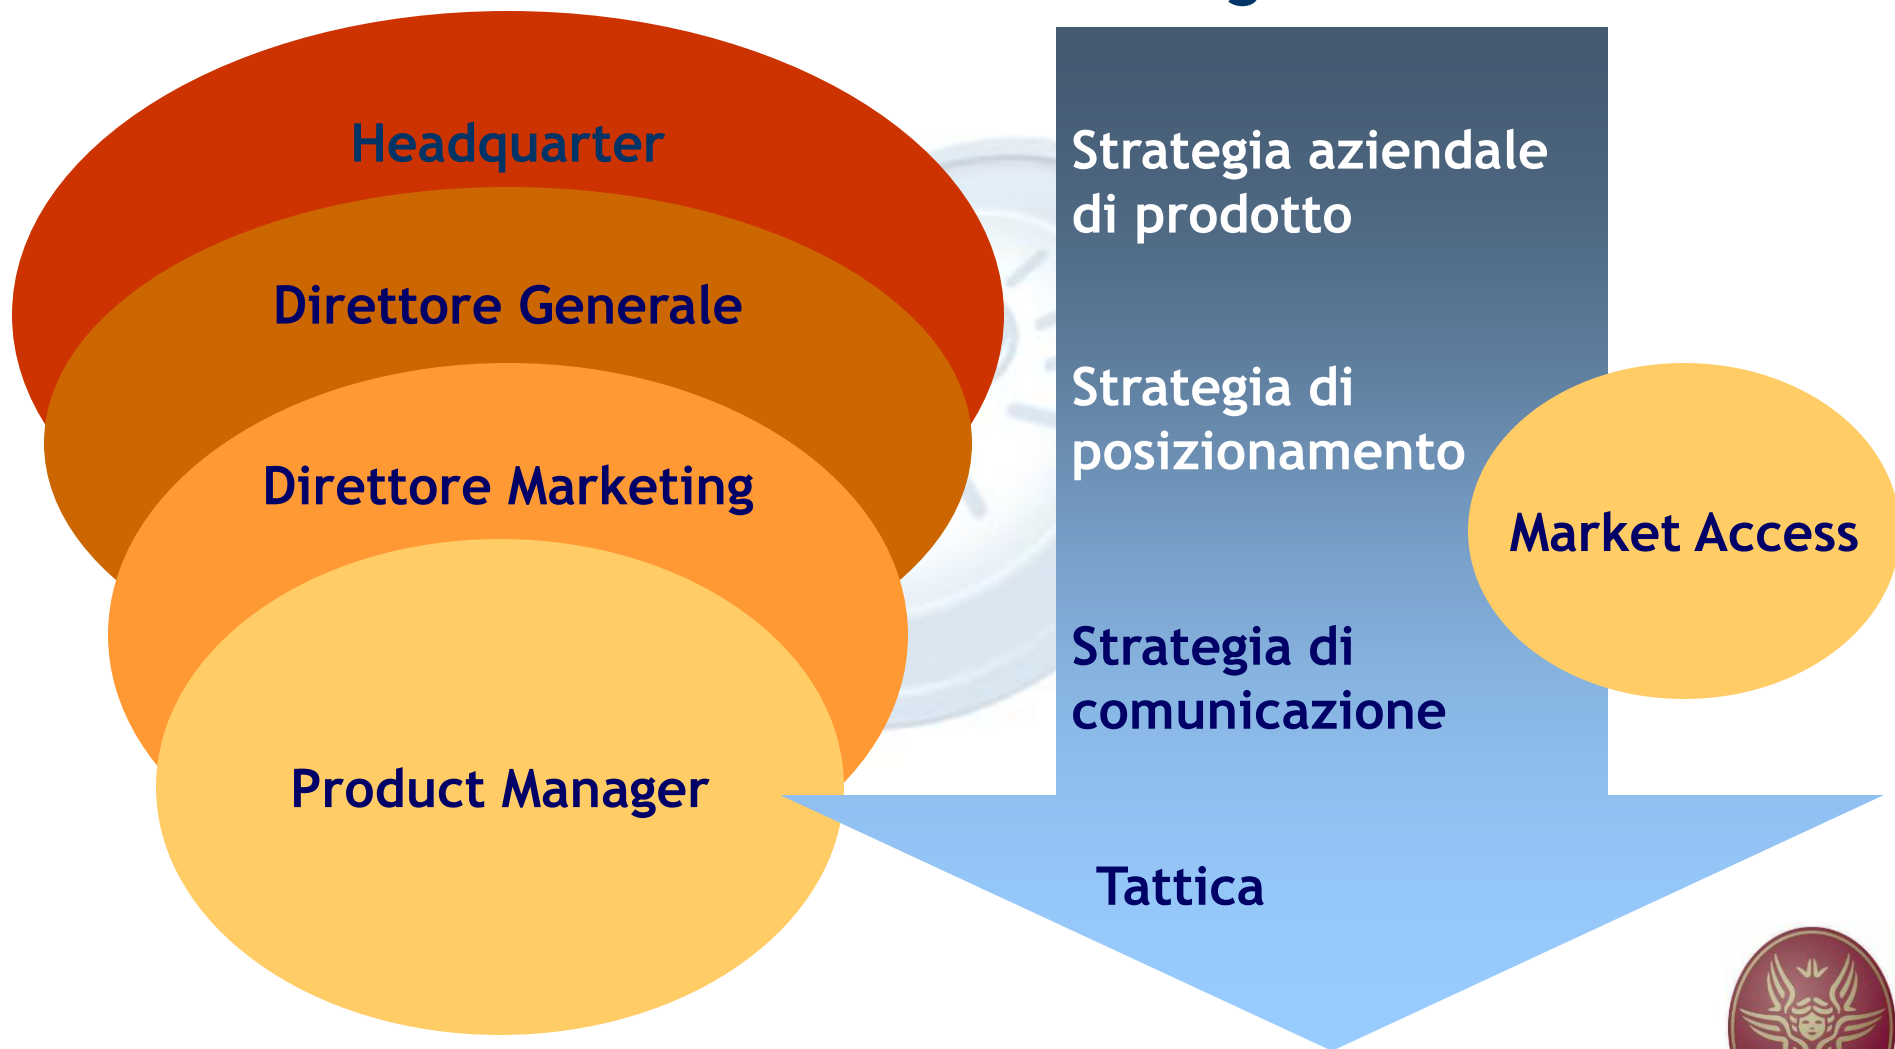 Headquarter
Direttore Generale
Direttore Marketing
Product Manager
Strategia aziendale
di prodotto
Strategia di
posizionamento
Strategia di
comunicazione
Tattica
Market Access